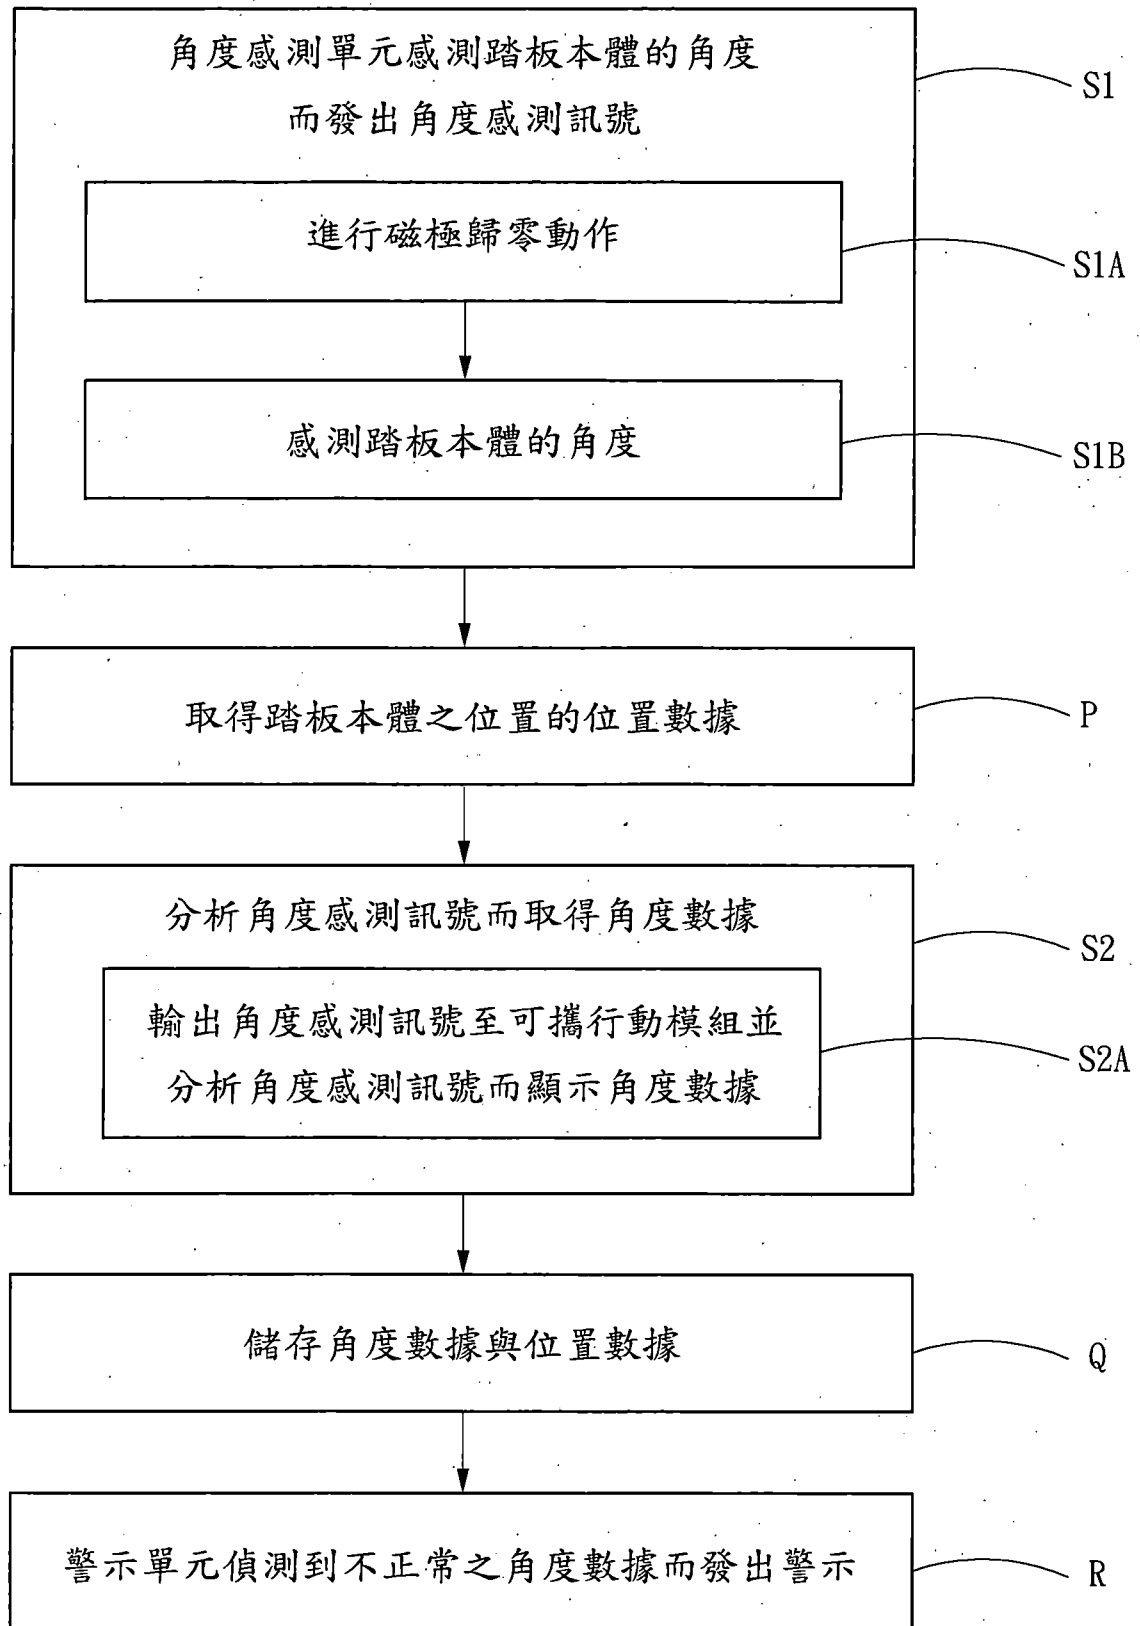 角度感測單元感測踏板本體的角度
而發出角度感測訊號
S1
進行磁極歸零動作
S1A
感測踏板本體的角度
S1B
取得踏板本體之位置的位置數據
P
分析角度感測訊號而取得角度數據
S2
輸出角度感測訊號至可攜行動模組並
分析角度感測訊號而顯示角度數據
S2A
儲存角度數據與位置數據
Q
警示單元偵測到不正常之角度數據而發出警示
R